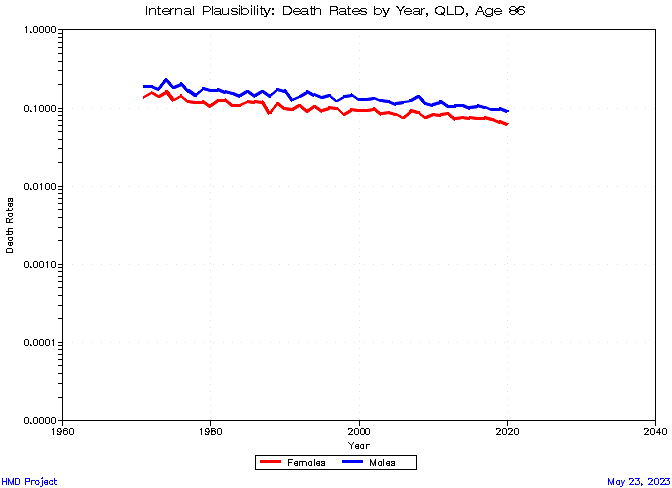 Internal Plausibility: Death Rates by Year, QLD, Age 86
1.0000
0.1000
0.0100
0.0010
0.0001
0.0000
Death Rates
1960
1980
2000
2020
2040
Year
Females
Males
HMD Project
May 23, 2023